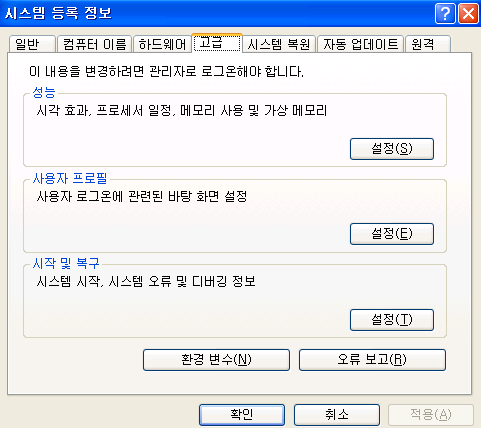 시스템 등록 정보
일반 컴퓨터 이름 하드웨어 고급 시스템 복원 자동 업데이트 원격
이 내용을 변경하려면 관리자로 로그온해야 합니다.
성능
시각 효과, 프로세서 일정, 메모리 사용 및 가상 메모리
설정(S)
사용자 프필
사용자 로그온에 관련된 바탕 화면 설정
설정(E)
시작 및 복구
시스템 시작, 시스템 오류 및 디버깅 정보
설정(T)
환경 변수(N) 오류 보고(R)
확인 취소 적용(A)